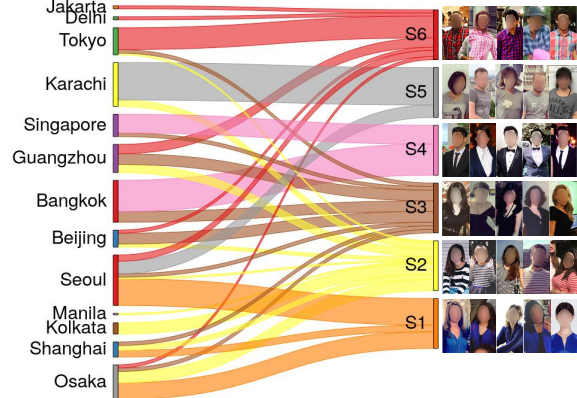 Jakarta
Delhi
Tokyo
Karachi
Singapore
Guangzhou
Bangkok
Beijing
Seoul
Manila
Kolkata
Shanghai
Osaka
S6
S5
S4
S3
S2
S1